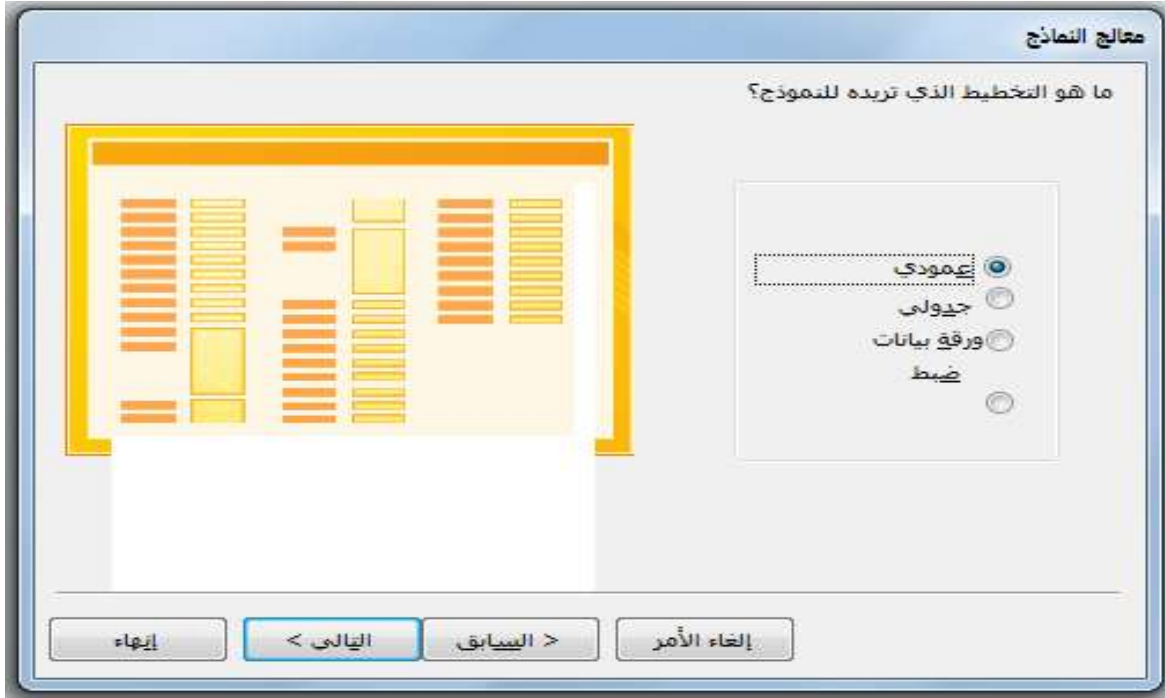 معالج النماذج
ما هو التخطيط الذي تريده للنموذج؟
عمودي
جدولي
ورقة بيانات
ضبط
إلغاء الأمر
< السابق
التالي >
إنهاء